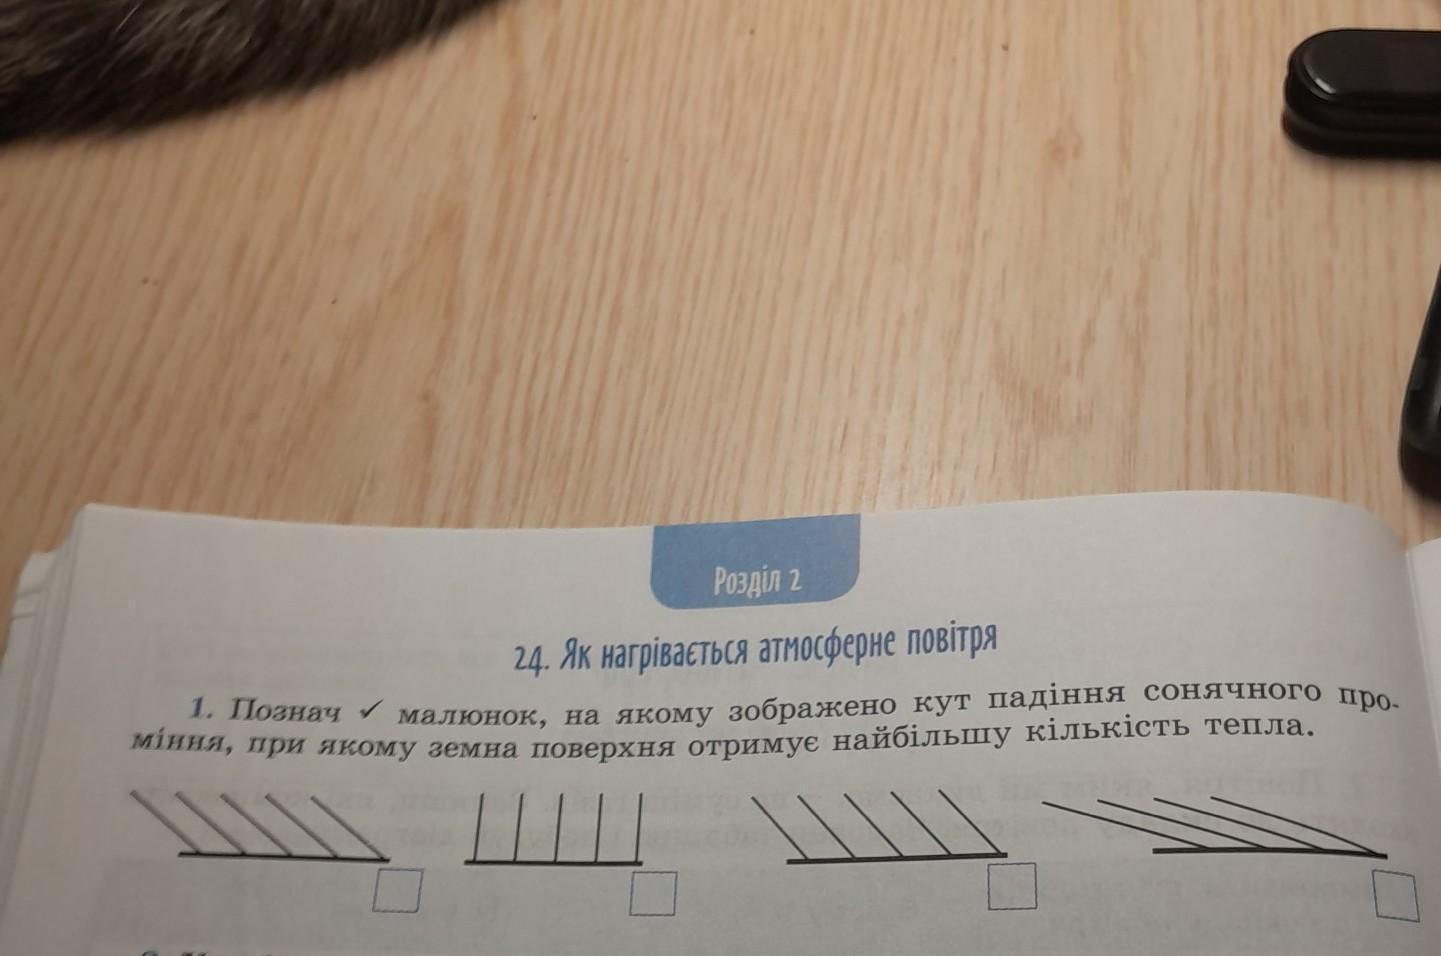 Розділ 2
24. Як нагрівається атмосферне повітря
1. Познач ✓ малюнок, на якому зображено кут падіння сонячного про-
міння, при якому земна поверхня отримує найбільшу кількість тепла.